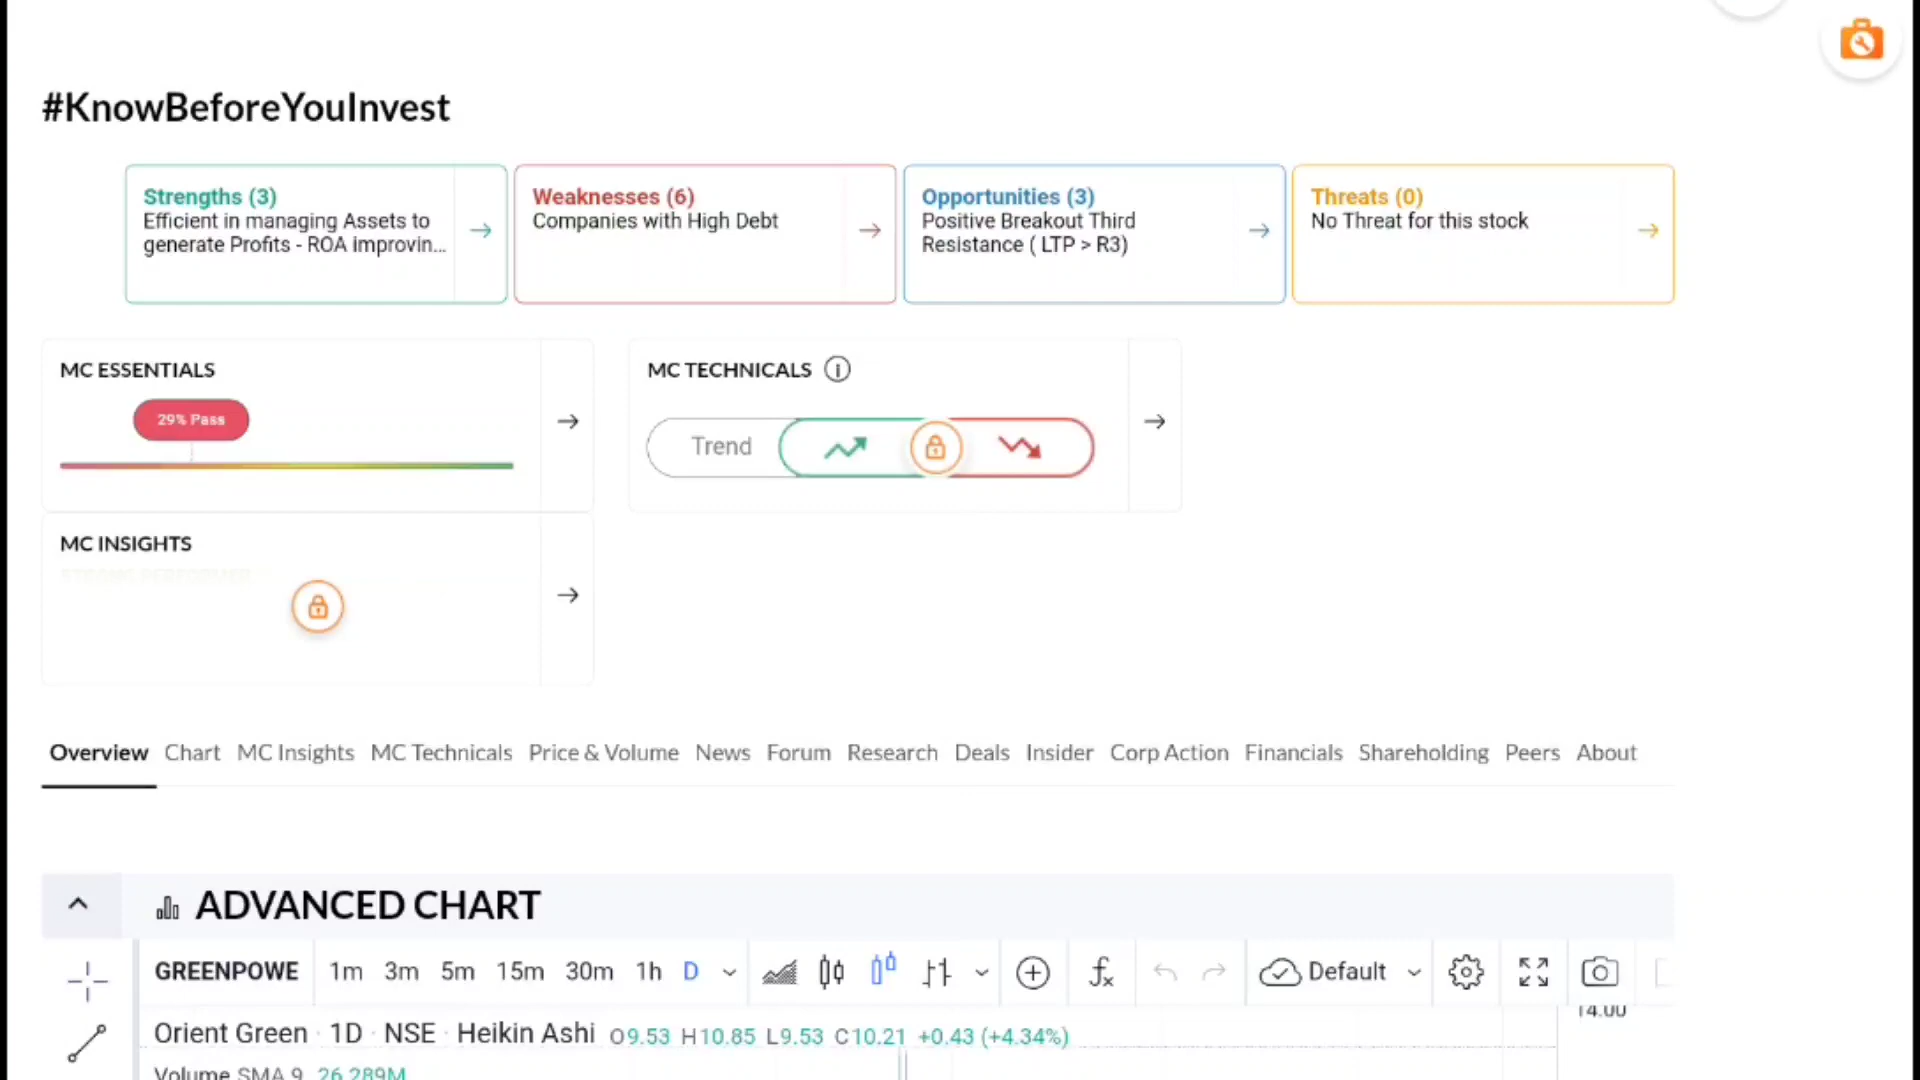 #KnowBeforeYouInvest
Strengths (3)
Efficient in managing Assets to
generate Profits - ROA improvin...
Weaknesses (6)
Companies with High Debt
Opportunities (3)
Positive Breakout Third
Resistance ( LTP > R3)
Threats (0)
No Threat for this stock
MC ESSENTIALS
29% Pass
MC TECHNICALS
Trend
MC INSIGHTS
STRONG PERFORMER
Overview Chart MC Insights MC Technicals Price & Volume News Forum Research Deals Insider Corp Action Financials Shareholding Peers About
ADVANCED CHART
GREENPOWE 1m 3m 5m 15m 30m 1h D Default
14.00
Orient Green · 1D · NSE · Heikin Ashi O9.53 H10.85 L9.53 C10.21 +0.43 (+4.34%)
Volume SMA 9 26.289M